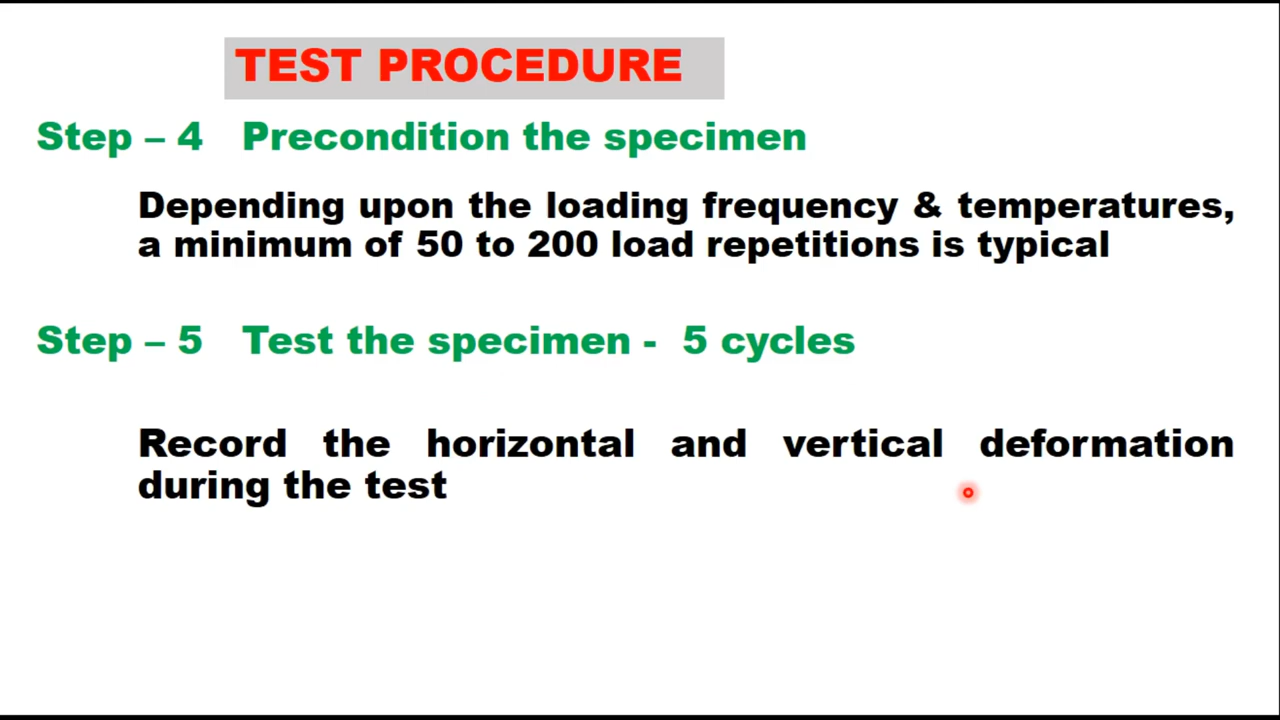 TEST PROCEDURE
Step – 4 Precondition the specimen
Depending upon the loading frequency & temperatures,
a minimum of 50 to 200 load repetitions is typical
Step – 5 Test the specimen - 5 cycles
Record the horizontal and vertical deformation
during the test